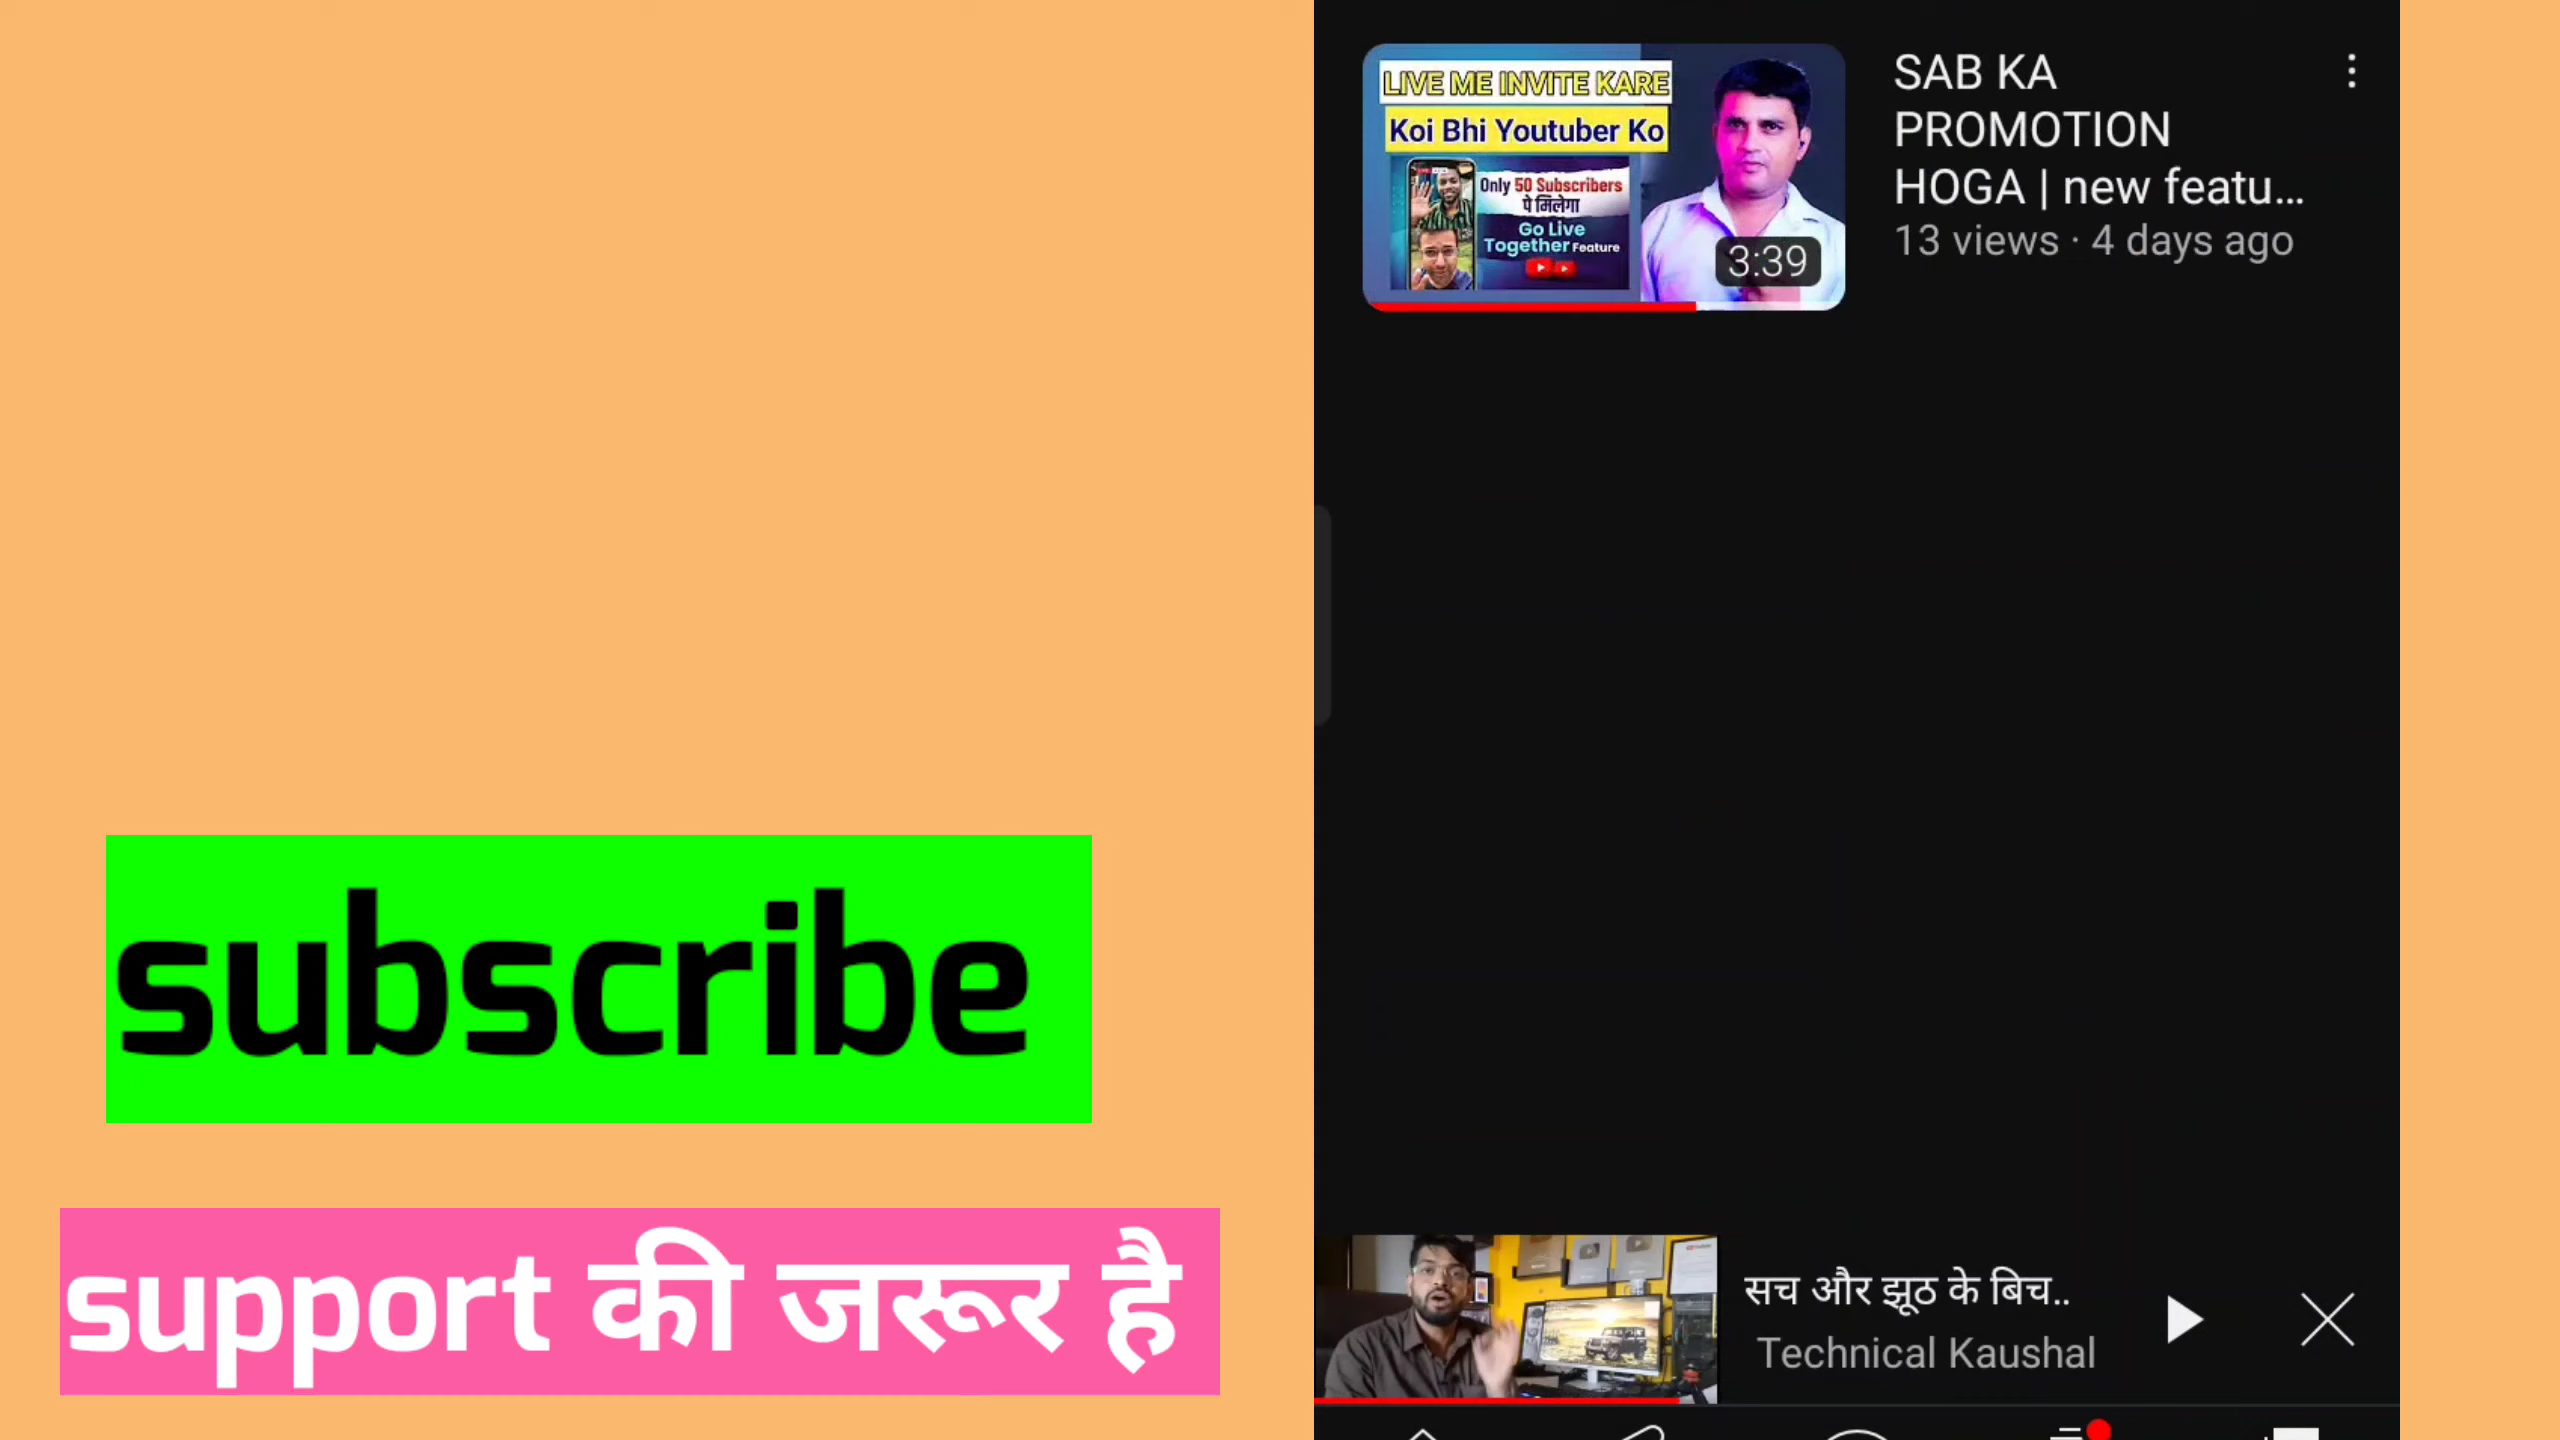 LIVE ME INVITE KARE
Koi Bhi Youtuber Ko
Only 50 Subscribers
पे मिलेगा
Go Live
Together Feature
3:39
SAB KA
PROMOTION
HOGA | new featu...
13 views · 4 days ago
subscribe
support की जरूर है
सच और झूठ के बिच..
Technical Kaushal